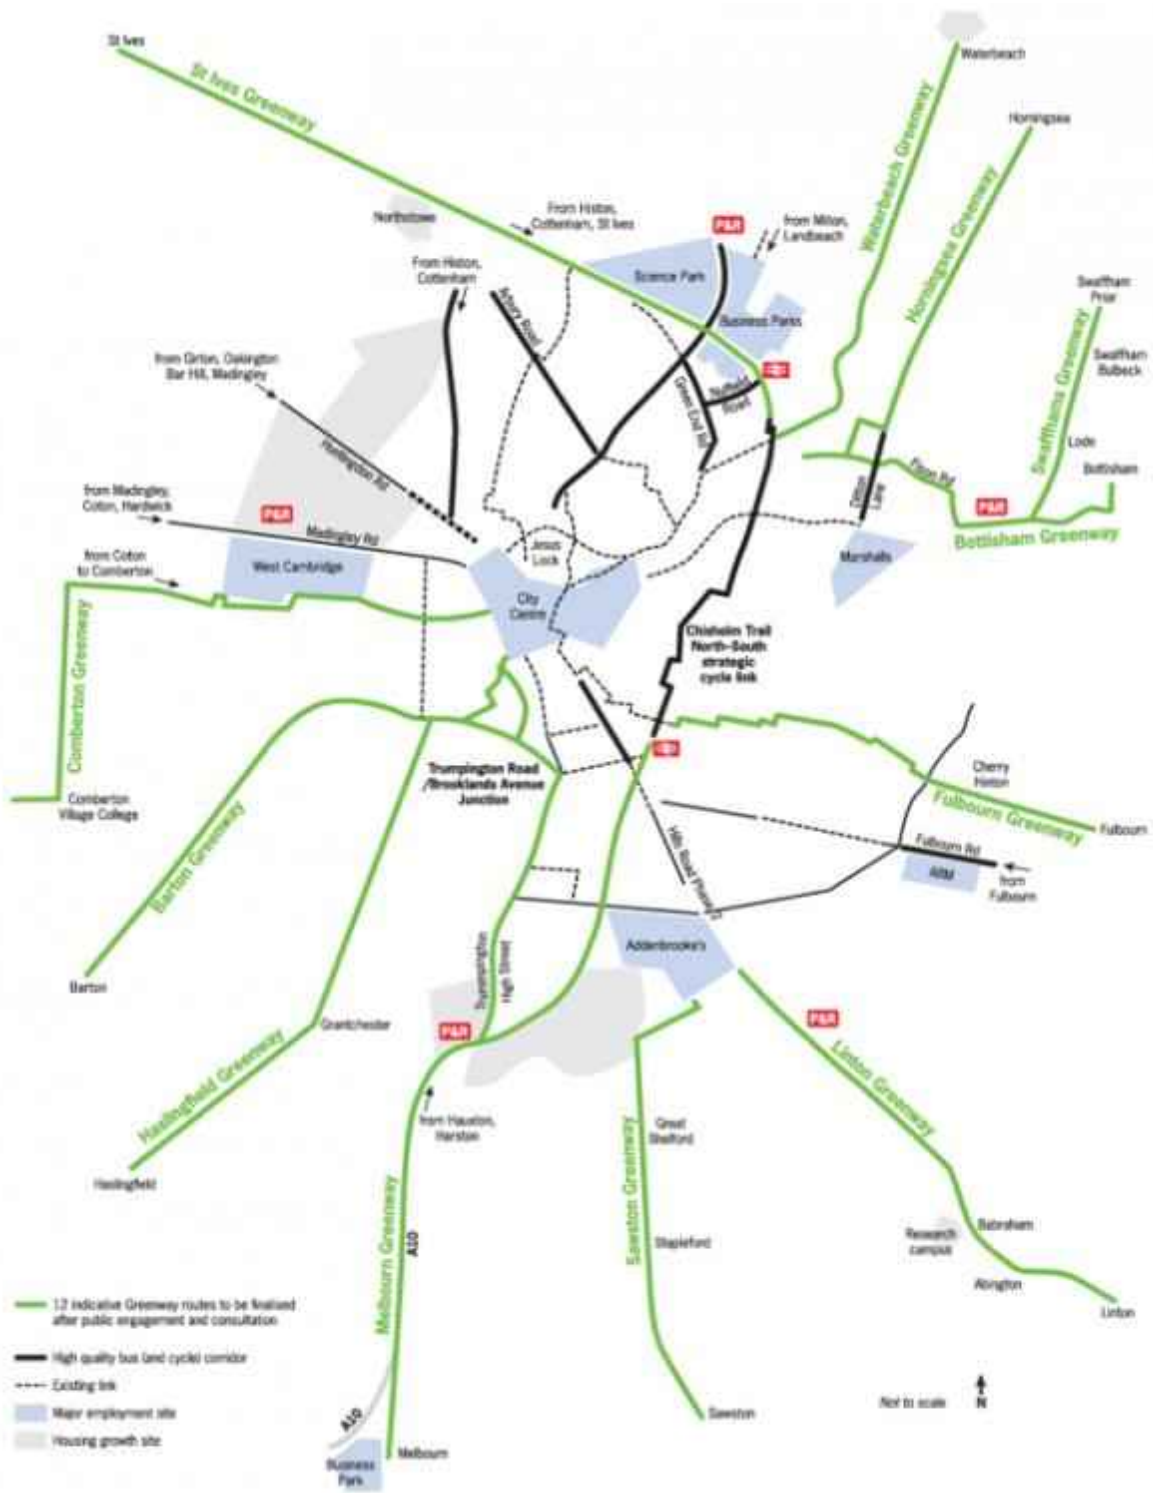 St Ives
St Ives Greenway
Waterbeach
Waterbeach Greenway
Horningsea
Horningsea Greenway
Northstowe
From Histon,
Cottenham, St Ives
P&R
from Milton,
Landbeach
Science Park
Business Parks
From Histon,
Cottenham
Arbury Road
Swaffham
Prior
Swaffham
Bulbeck
Swaffhams Greenway
Lode
Bottisham
from Girton, Oakington
Bar Hill, Madingley
Huntingdon Rd
Green End Rd
Nuffield
Road
Ditton
Lane
P&R
Bottisham Greenway
from Madingley,
Coton, Hardwick
P&R
Madingley Rd
from Coton
to Comberton
West Cambridge
Jesus
Lock
City
Centre
Marshalls
Comberton Greenway
Chisholm Trail
North-South
strategic
cycle link
Comberton
Village College
Trumpington Road
/Brooklands Avenue
Junction
Barton Greenway
Barton
Cherry
Hinton
Fulbourn Greenway
Fulbourn
Fulbourn Rd
ARM
from
Fulbourn
Hills Road Phase 2
Addenbrooke's
Trumpington
High Street
P&R
Grantchester
Haslingfield Greenway
Haslingfield
from Hauxton,
Harston
P&R
Linton Greenway
Great
Shelford
Sawston Greenway
Stapleford
Sawston
Research
campus
Babraham
Abington
Linton
Melbourn Greenway
A10
A10
Business
Park
Melbourn
12 indicative Greenway routes to be finalised
after public engagement and consultation
High quality bus (and cycle) corridor
Existing link
Major employment site
Housing growth site
Not to scale
N